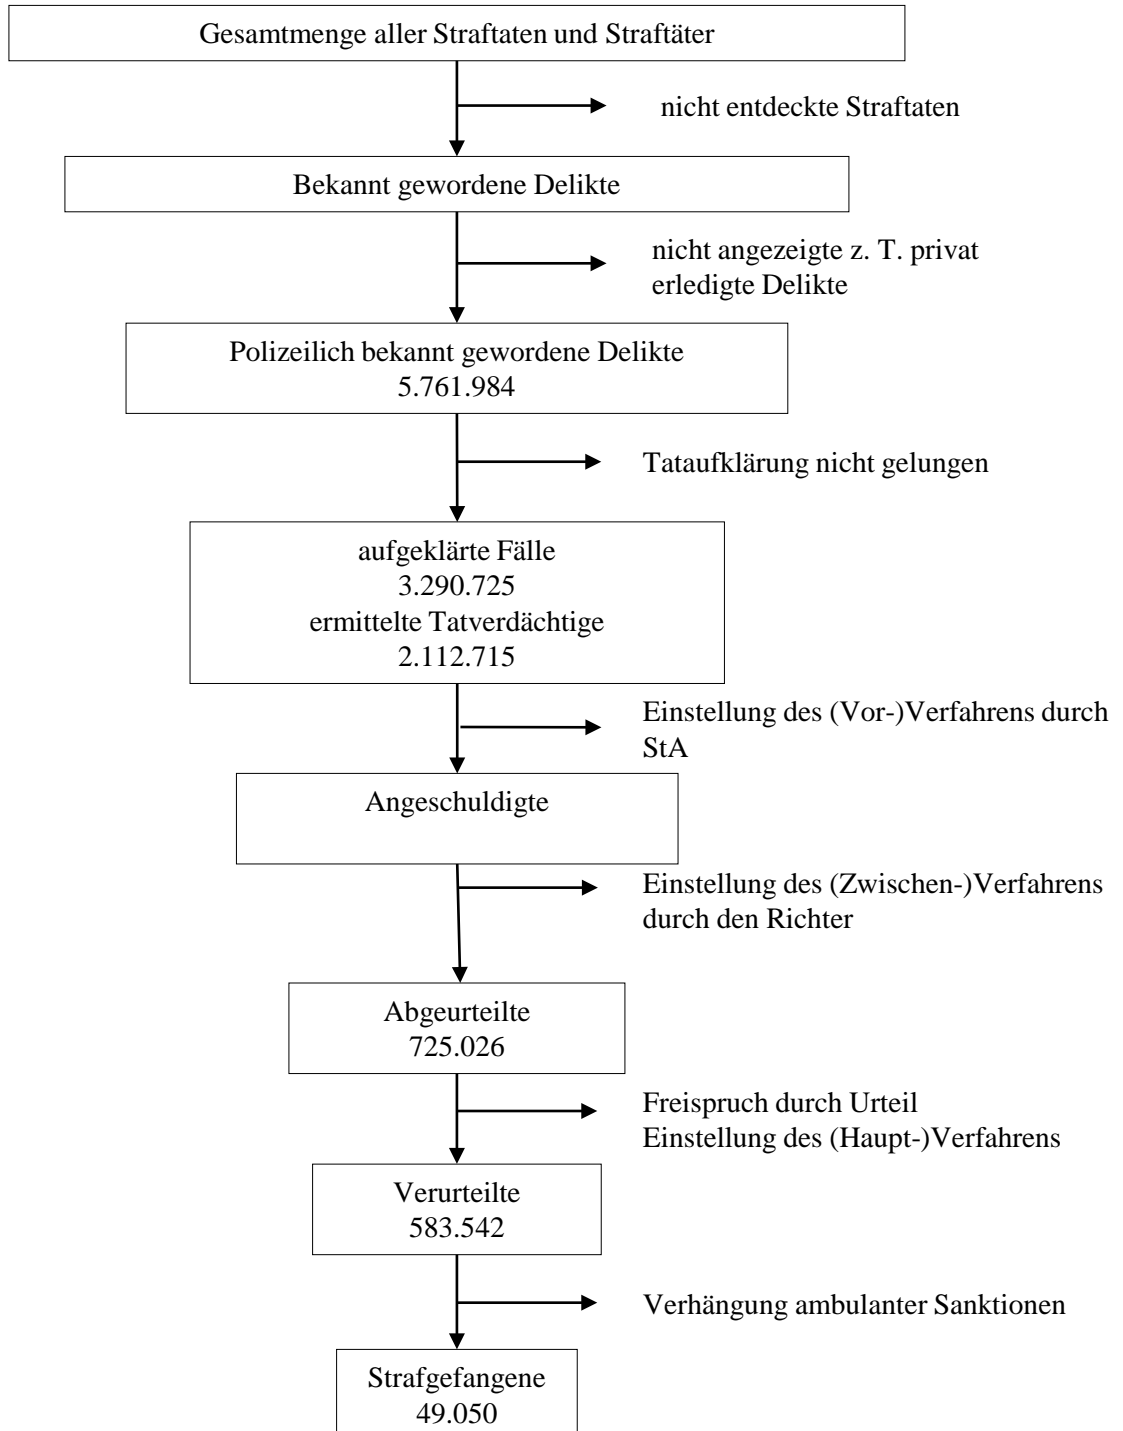 Gesamtmenge aller Straftaten und Straftäter
nicht entdeckte Straftaten
Bekannt gewordene Delikte
nicht angezeigte z. T. privat
erledigte Delikte
Polizeilich bekannt gewordene Delikte
5.761.984
Tataufklärung nicht gelungen
aufgeklärte Fälle
3.290.725
ermittelte Tatverdächtige
2.112.715
Einstellung des (Vor-)Verfahrens durch
StA
Angeschuldigte
Einstellung des (Zwischen-)Verfahrens
durch den Richter
Abgeurteilte
725.026
Freispruch durch Urteil
Einstellung des (Haupt-)Verfahrens
Verurteilte
583.542
Verhängung ambulanter Sanktionen
Strafgefangene
49.050